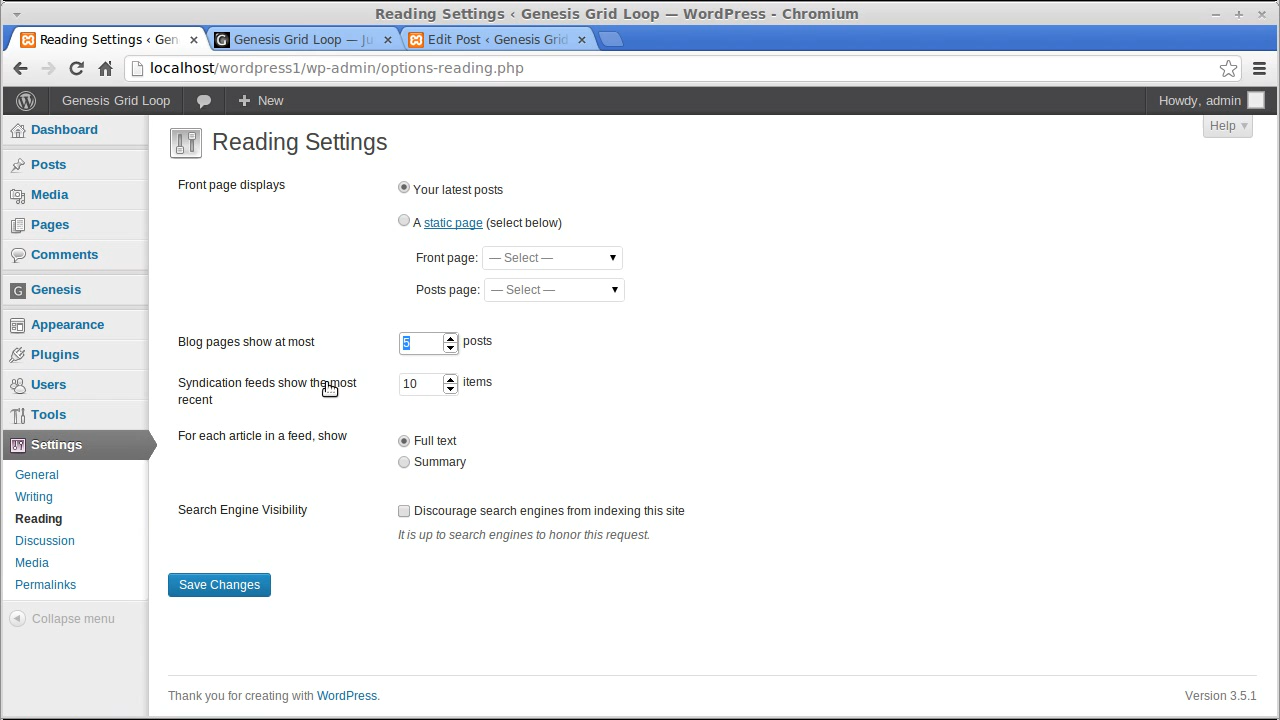 Reading Settings ‹ Genesis Grid Loop — WordPress - Chromium
Reading Settings ‹ Gen
Genesis Grid Loop — Ju
Edit Post ‹ Genesis Grid
localhost/wordpress1/wp-admin/options-reading.php
Genesis Grid Loop
New
Howdy, admin
Help
Dashboard
Posts
Media
Pages
Comments
Genesis
Appearance
Plugins
Users
Tools
Settings
General
Writing
Reading
Discussion
Media
Permalinks
Collapse menu
Reading Settings
Front page displays
Your latest posts
A static page (select below)
Front page: — Select —
Posts page: — Select —
Blog pages show at most 5 posts
Syndication feeds show the most
recent
10 items
For each article in a feed, show
Full text
Summary
Search Engine Visibility
Discourage search engines from indexing this site
It is up to search engines to honor this request.
Save Changes
Thank you for creating with WordPress.
Version 3.5.1